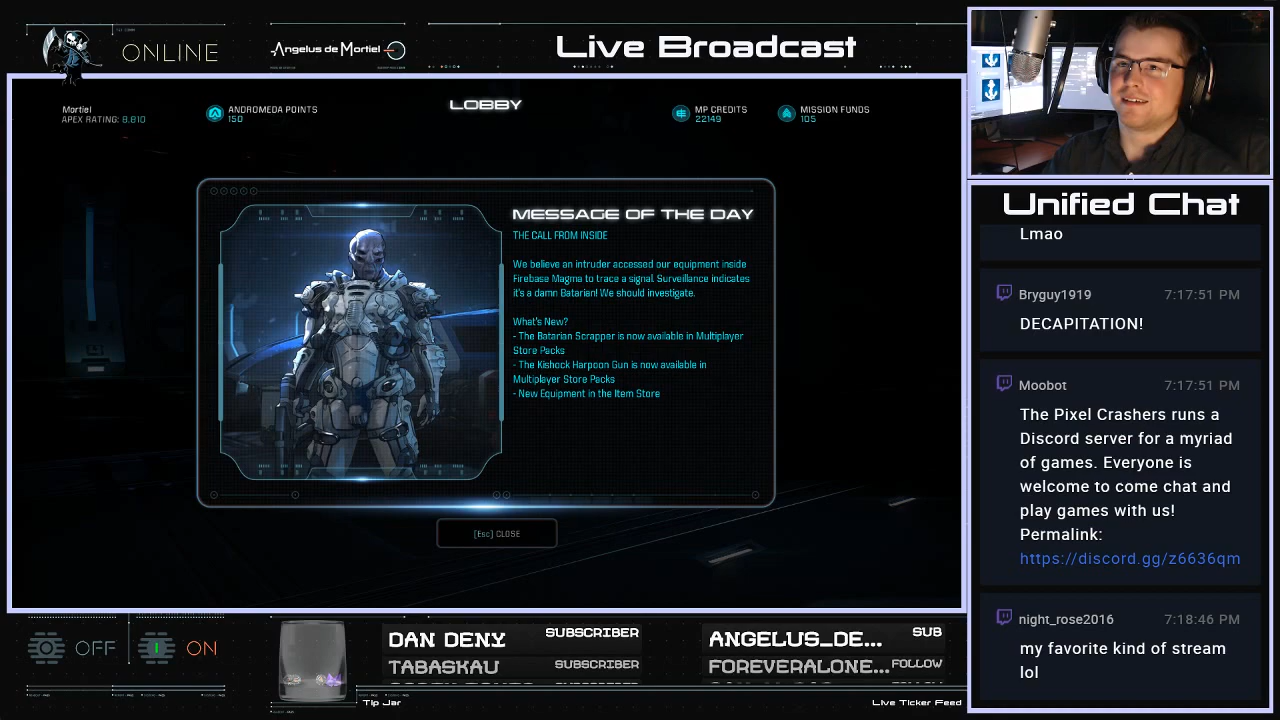 ONLINE
Angelus de Mortiel
Live Broadcast
Mortiel
APEX RATING: 8,810
ANDROMEDA POINTS
150
LOBBY
MP CREDITS
22149
MISSION FUNDS
105
MESSAGE OF THE DAY
THE CALL FROM INSIDE
We believe an intruder accessed our equipment inside
Firebase Magma to trace a signal. Surveillance indicates
it's a damn Batarian! We should investigate.
What's New?
- The Batarian Scrapper is now available in Multiplayer
Store Packs
- The Kishock Harpoon Gun is now available in
Multiplayer Store Packs
- New Equipment in the Item Store
[Esc] CLOSE
Unified Chat
Lmao
Bryguy1919 7:17:51 PM
DECAPITATION!
Moobot 7:17:51 PM
The Pixel Crashers runs a
Discord server for a myriad
of games. Everyone is
welcome to come chat and
play games with us!
Permalink:
https://discord.gg/z6636qm
night_rose2016 7:18:46 PM
my favorite kind of stream
lol
OFF
ON
Tip Jar
DAN DENY SUBSCRIBER
TABASKAU SUBSCRIBER
ANGELUS_DE... SUB
FOREVERALONE... FOLLOW
Live Ticker Feed